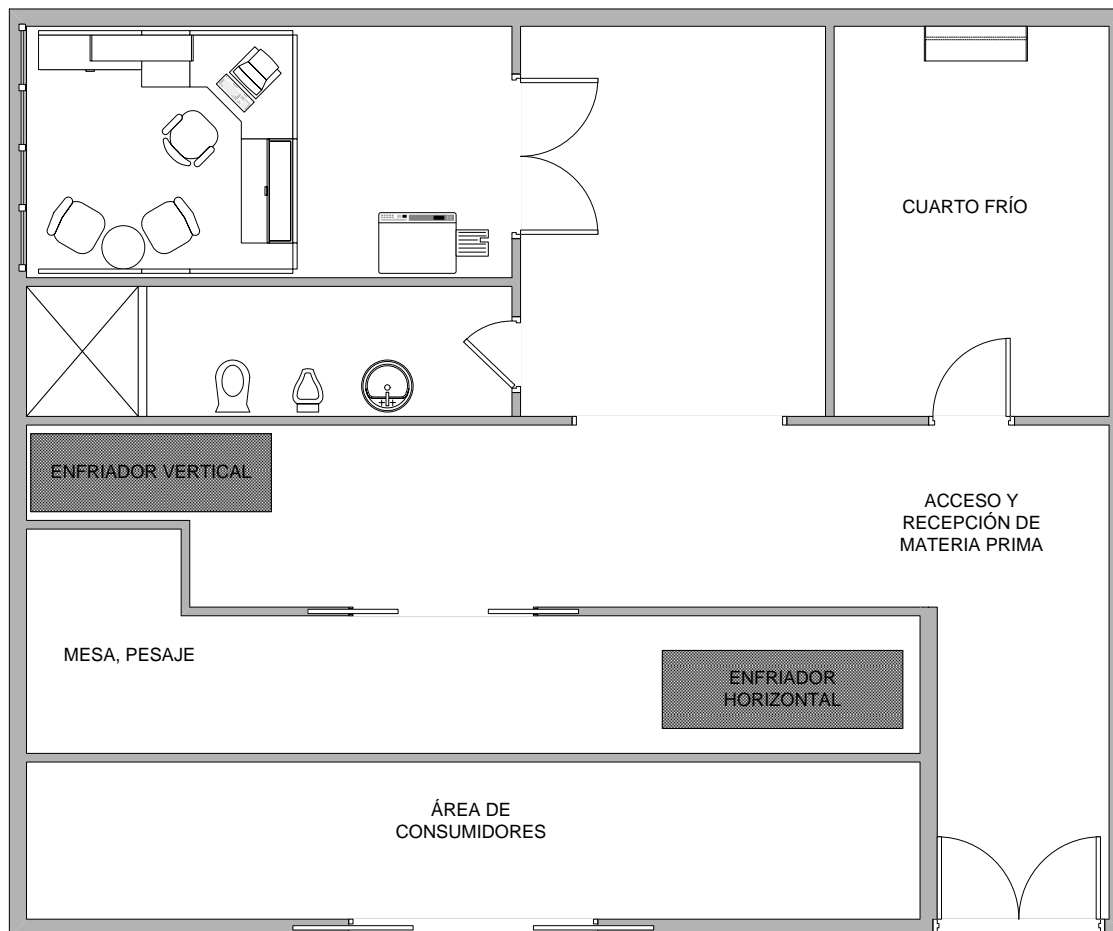 CUARTO FRÍO
ENFRIADOR VERTICAL
ACCESO Y
RECEPCIÓN DE
MATERIA PRIMA
MESA, PESAJE
ENFRIADOR
HORIZONTAL
ÁREA DE
CONSUMIDORES